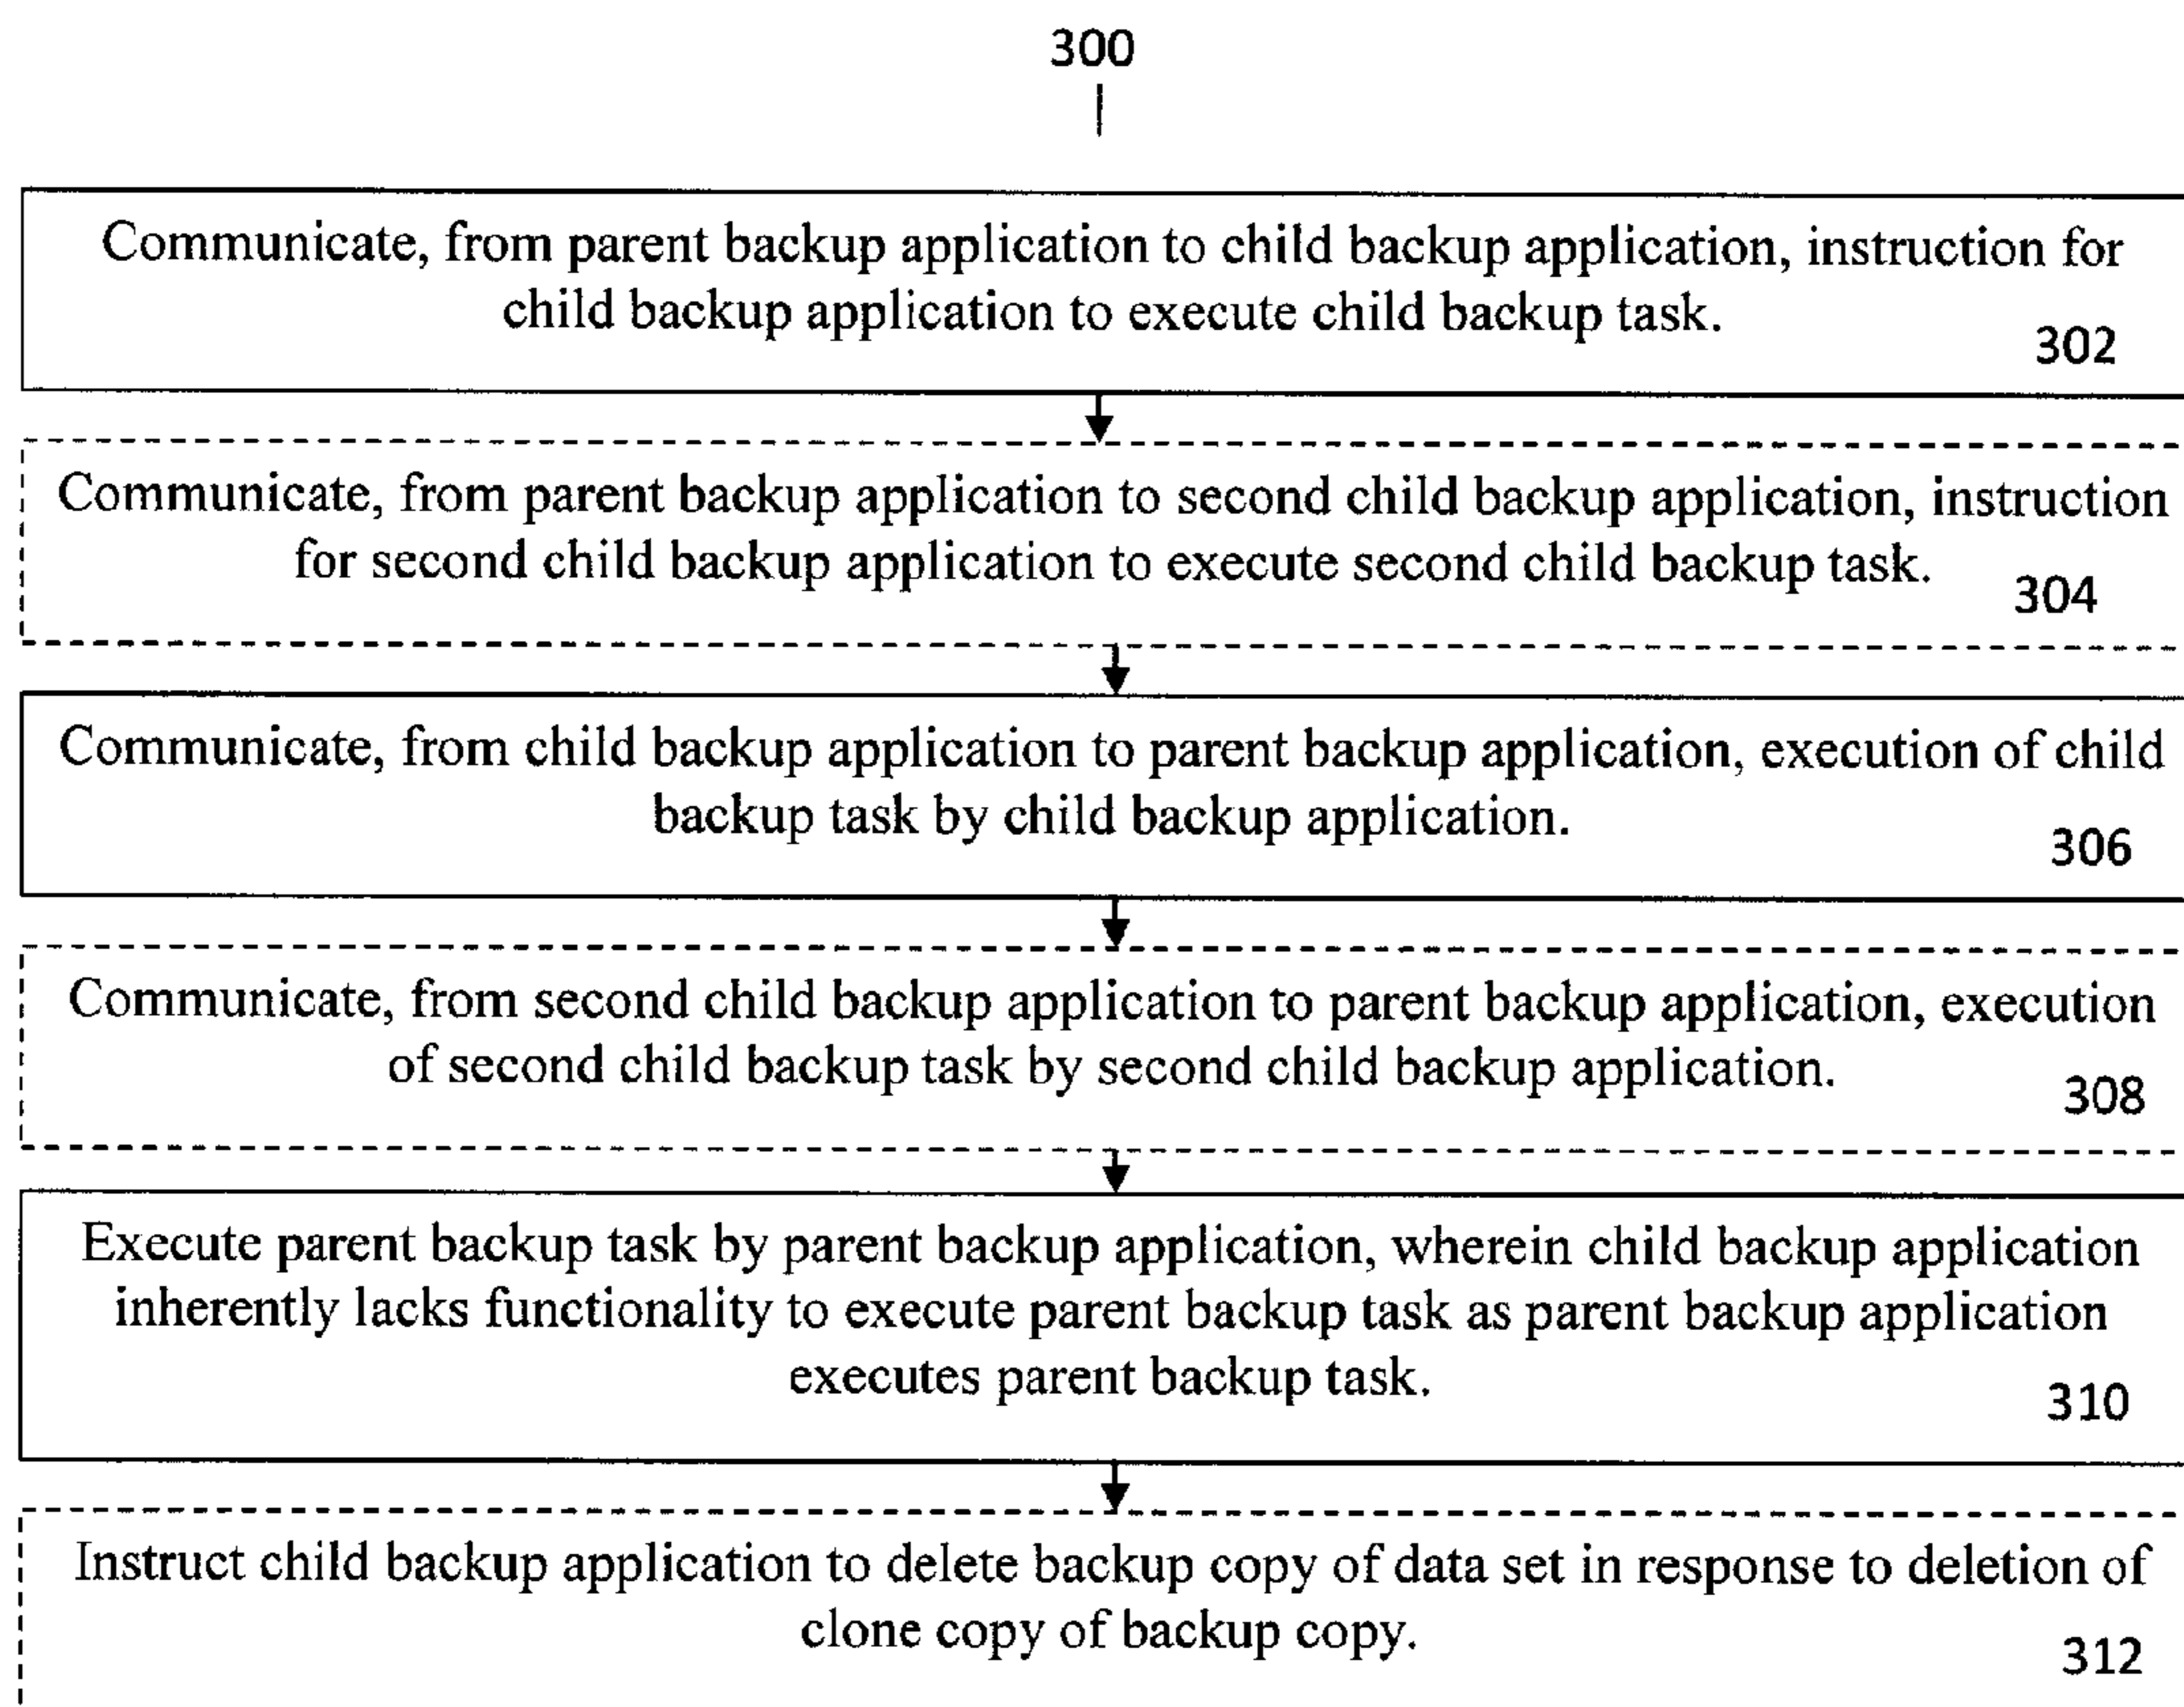 300
Communicate, from parent backup application to child backup application, instruction for
child backup application to execute child backup task.
302
Communicate, from parent backup application to second child backup application, instruction
for second child backup application to execute second child backup task.
304
Communicate, from child backup application to parent backup application, execution of child
backup task by child backup application.
306
Communicate, from second child backup application to parent backup application, execution
of second child backup task by second child backup application.
308
Execute parent backup task by parent backup application, wherein child backup application
inherently lacks functionality to execute parent backup task as parent backup application
executes parent backup task.
310
Instruct child backup application to delete backup copy of data set in response to deletion of
clone copy of backup copy.
312